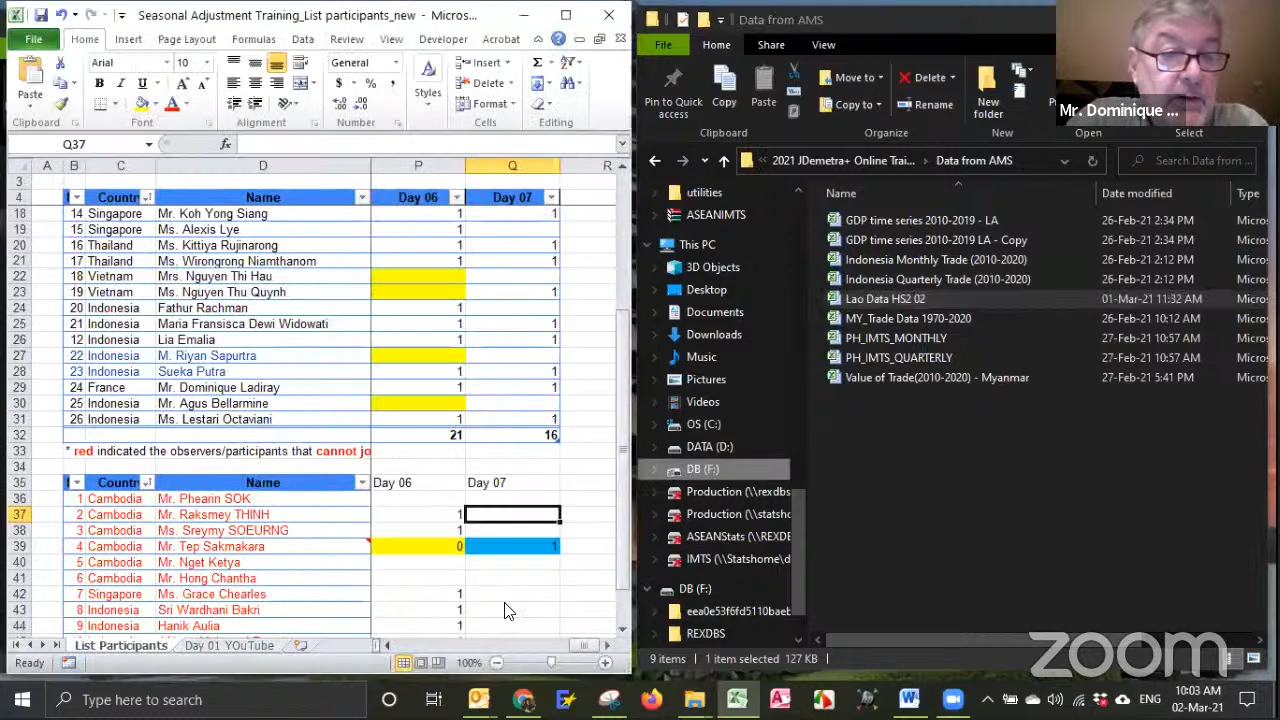 Seasonal Adjustment Training_List participants_new - Micros...
File Home Insert Page Layout Formulas Data Review View Developer Acrobat
Paste
Arial 10
B I U
General
$ % ,
Styles
Insert
Delete
Format
Clipboard Font Alignment Number Cells Editing
Q37 fx
A B C D P Q R
3
4 Countr Name Day 06 Day 07
18 14 Singapore Mr. Koh Yong Siang 1 1
19 15 Singapore Ms. Alexis Lye 1
20 16 Thailand Ms. Kittiya Rujinarong 1 1
21 17 Thailand Ms. Wirongrong Niamthanom 1 1
22 18 Vietnam Mrs. Nguyen Thi Hau
23 19 Vietnam Ms. Nguyen Thu Quynh 1
24 20 Indonesia Fathur Rachman 1
25 21 Indonesia Maria Fransisca Dewi Widowati 1 1
26 12 Indonesia Lia Emalia 1 1
27 22 Indonesia M. Riyan Sapurtra
28 23 Indonesia Sueka Putra 1 1
29 24 France Mr. Dominique Ladiray 1 1
30 25 Indonesia Mr. Agus Bellarmine
31 26 Indonesia Ms. Lestari Octaviani 1 1
32 21 16
33 * red indicated the observers/participants that cannot jo
34
35 Countr Name Day 06 Day 07
36 1 Cambodia Mr. Phearin SOK
37 2 Cambodia Mr. Raksmey THINH 1
38 3 Cambodia Ms. Sreymy SOEURNG 1
39 4 Cambodia Mr. Tep Sakmakara 0 1
40 5 Cambodia Mr. Nget Ketya
41 6 Cambodia Mr. Hong Chantha
42 7 Singapore Ms. Grace Chearles 1
43 8 Indonesia Sri Wardhani Bakri 1
44 9 Indonesia Hanik Aulia 1
List Participants Day 01 YouTube
Ready 100%
Data from AMS
File Home Share View
Pin to Quick access
Copy
Paste
Move to
Copy to
Delete
Rename
New folder
Clipboard Organize New Open Select
Mr. Dominique ...
« 2021 JDemetra+ Online Trai... Data from AMS Search Data from...
utilities
ASEANIMTS
This PC
3D Objects
Desktop
Documents
Downloads
Music
Pictures
Videos
OS (C:)
DATA (D:)
DB (F:)
Production (\\rexdbs
Production (\\statsho
ASEANStats (\\REXDB
IMTS (\\Statshome\d
DB (F:)
eea0e53f6fd5110baeb
REXDBS
Name Date modified Type
GDP time series 2010-2019 - LA 26-Feb-21 2:34 PM Micros
GDP time series 2010-2019 LA - Copy 26-Feb-21 2:34 PM Micros
Indonesia Monthly Trade (2010-2020) 26-Feb-21 2:12 PM Micros
Indonesia Quarterly Trade (2010-2020) 26-Feb-21 2:12 PM Micros
Lao Data HS2 02 01-Mar-21 11:32 AM Micros
MY_Trade Data 1970-2020 26-Feb-21 10:12 AM Micros
PH_IMTS_MONTHLY 27-Feb-21 10:57 AM Micros
PH_IMTS_QUARTERLY 27-Feb-21 10:57 AM Micros
Value of Trade(2010-2020) - Myanmar 27-Feb-21 5:41 PM Micros
9 items 1 item selected 127 KB
zoom
Type here to search
ENG
10:03 AM
02-Mar-21